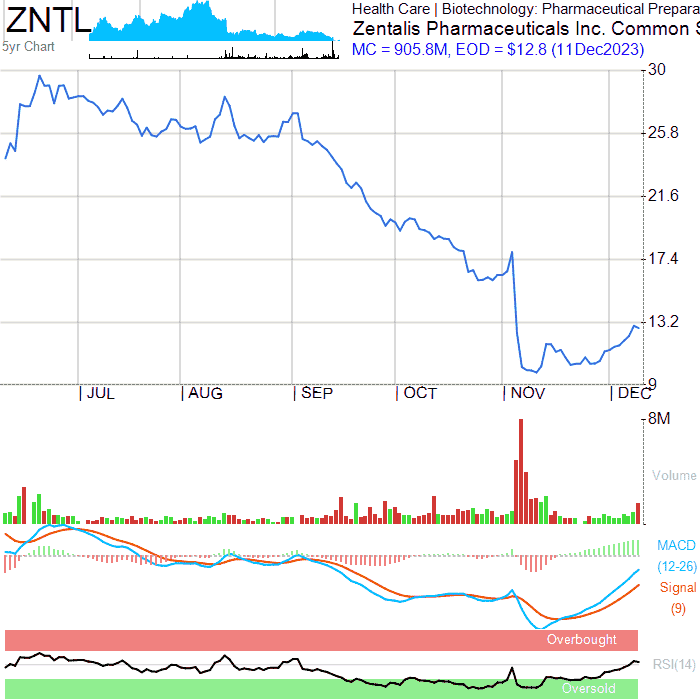 ZNTL
5yr Chart
Health Care | Biotechnology: Pharmaceutical Prepara
Zentalis Pharmaceuticals Inc. Common S
MC = 905.8M, EOD = $12.8 (11Dec2023)
30
25.8
21.6
17.4
13.2
9
JUL AUG SEP OCT NOV DEC
8M
Volume
MACD
(12-26)
Signal
(9)
Overbought
RSI(14)
Oversold